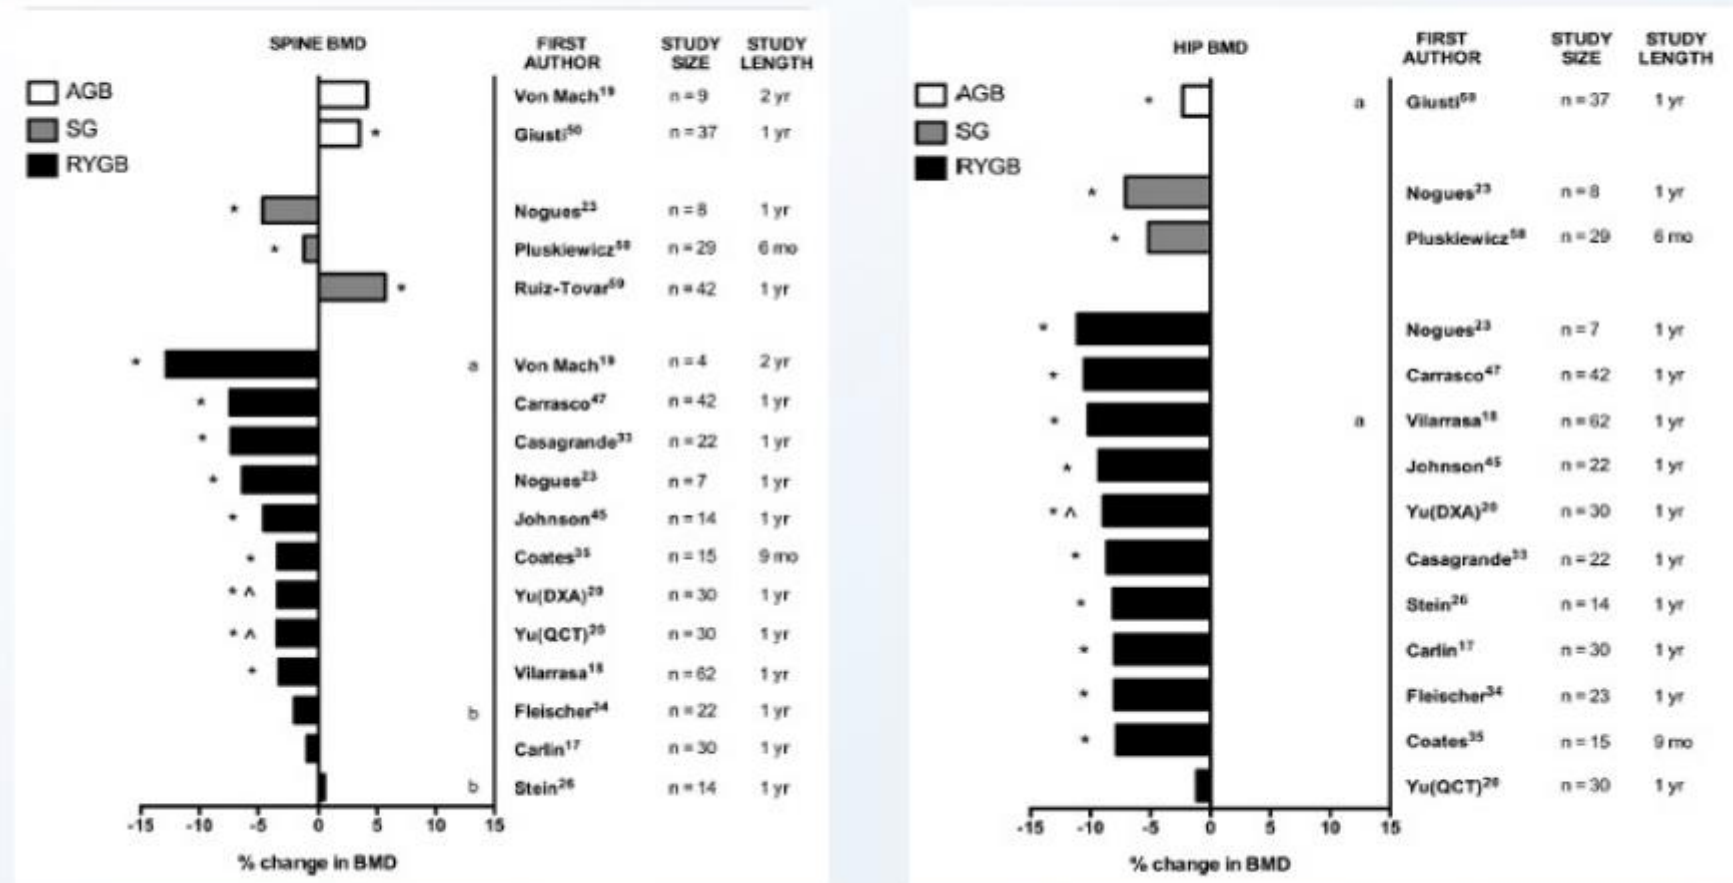 SPINE BMD
FIRST AUTHOR STUDY SIZE STUDY LENGTH
AGB
SG
RYGB
Von Mach¹⁹ n=9 2 yr
Giusti⁵⁰ n=37 1 yr *
* Nogues²³ n=8 1 yr
* Pluskiewicz⁵⁸ n=29 6 mo
Ruiz-Tovar⁵⁹ n=42 1 yr *
* a Von Mach¹⁹ n=4 2 yr
* Carrasco⁴⁷ n=42 1 yr
* Casagrande³³ n=22 1 yr
* Nogues²³ n=7 1 yr
* Johnson⁴⁵ n=14 1 yr
* Coates³⁵ n=15 9 mo
* ^ Yu(DXA)²⁰ n=30 1 yr
* ^ Yu(QCT)²⁰ n=30 1 yr
* Vilarrasa¹⁸ n=62 1 yr
b Fleischer³⁴ n=22 1 yr
Carlin¹⁷ n=30 1 yr
b Stein²⁶ n=14 1 yr
-15 -10 -5 0 5 10 15
% change in BMD
HIP BMD
FIRST AUTHOR STUDY SIZE STUDY LENGTH
AGB
SG
RYGB
* a Giusti⁵⁰ n=37 1 yr
* Nogues²³ n=8 1 yr
* Pluskiewicz⁵⁸ n=29 6 mo
* Nogues²³ n=7 1 yr
* Carrasco⁴⁷ n=42 1 yr
* a Vilarrasa¹⁸ n=62 1 yr
* Johnson⁴⁵ n=22 1 yr
* ^ Yu(DXA)²⁰ n=30 1 yr
* Casagrande³³ n=22 1 yr
* Stein²⁶ n=14 1 yr
* Carlin¹⁷ n=30 1 yr
* Fleischer³⁴ n=23 1 yr
* Coates³⁵ n=15 9 mo
Yu(QCT)²⁰ n=30 1 yr
-15 -10 -5 0 5 10 15
% change in BMD